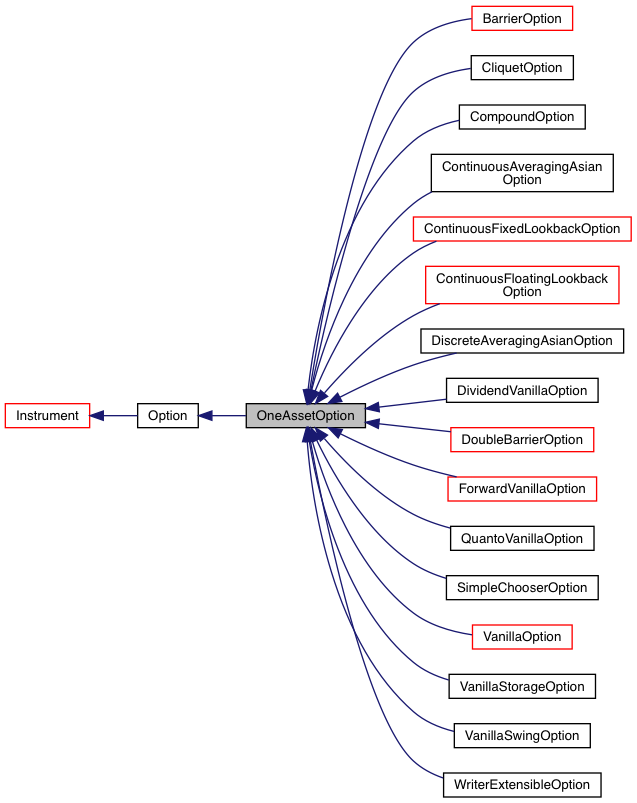 BarrierOption
CliquetOption
CompoundOption
ContinuousAveragingAsian
Option
ContinuousFixedLookbackOption
ContinuousFloatingLookback
Option
DiscreteAveragingAsianOption
DividendVanillaOption
Instrument
Option
OneAssetOption
DoubleBarrierOption
ForwardVanillaOption
QuantoVanillaOption
SimpleChooserOption
VanillaOption
VanillaStorageOption
VanillaSwingOption
WriterExtensibleOption